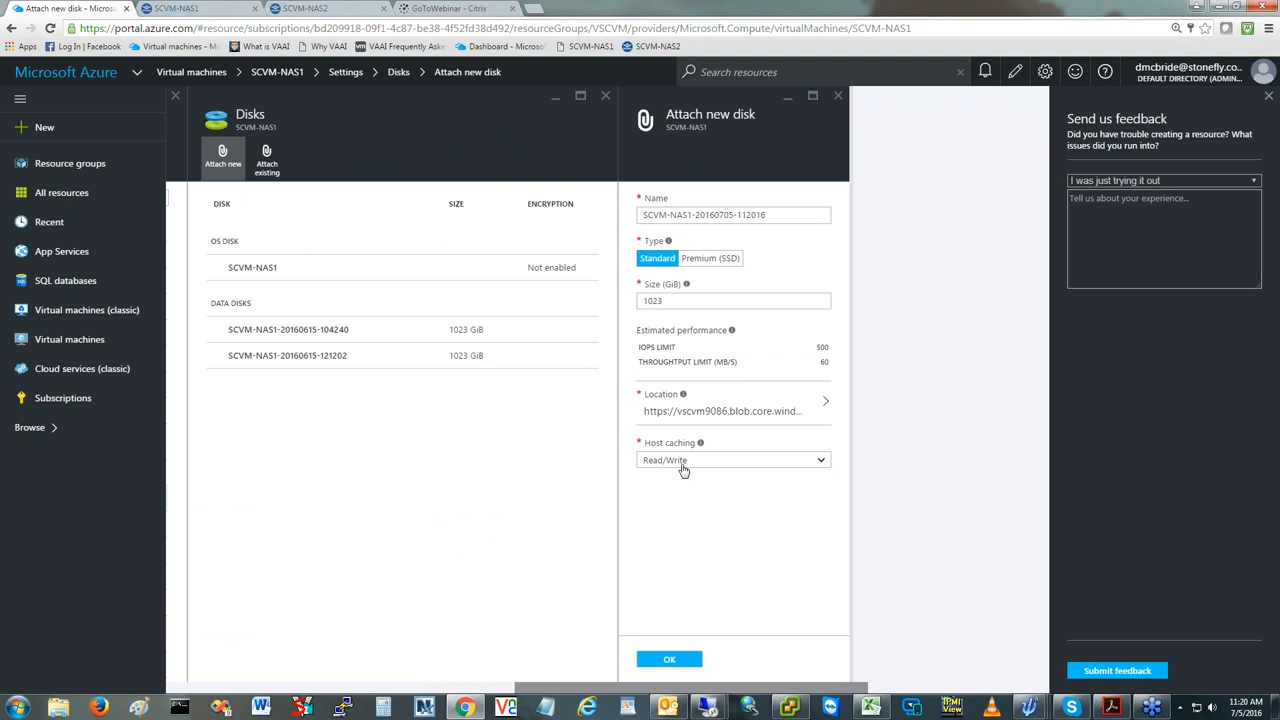 Attach new disk - Micros
SCVM-NAS1
SCVM-NAS2
GoToWebinar - Citrix
https://portal.azure.com/#resource/subscriptions/bd209918-09f1-4c87-be38-4f52fd38d492/resourceGroups/VSCVM/providers/Microsoft.Compute/virtualMachines/SCVM-NAS1
Apps
Log In | Facebook
Virtual machines - m
What is VAAI
Why VAAI
VAAI Frequently Aske
Dashboard - Microso
SCVM-NAS1
SCVM-NAS2
Microsoft Azure
Virtual machines
SCVM-NAS1
Settings
Disks
Attach new disk
Search resources
dmcbride@stonefly.co...
DEFAULT DIRECTORY (ADMIN...
New
Resource groups
All resources
Recent
App Services
SQL databases
Virtual machines (classic)
Virtual machines
Cloud services (classic)
Subscriptions
Browse
Disks
SCVM-NAS1
Attach new
Attach existing
DISK
SIZE
ENCRYPTION
OS DISK
SCVM-NAS1
Not enabled
DATA DISKS
SCVM-NAS1-20160615-104240
1023 GiB
SCVM-NAS1-20160615-121202
1023 GiB
Attach new disk
SCVM-NAS1
* Name
SCVM-NAS1-20160705-112016
* Type
Standard
Premium (SSD)
* Size (GiB)
1023
Estimated performance
IOPS LIMIT
500
THROUGHTPUT LIMIT (MB/S)
60
* Location
https://vscvm9086.blob.core.wind...
* Host caching
Read/Write
OK
Send us feedback
Did you have trouble creating a resource? What
issues did you run into?
I was just trying it out
Tell us about your experience...
Submit feedback
11:20 AM
7/5/2016